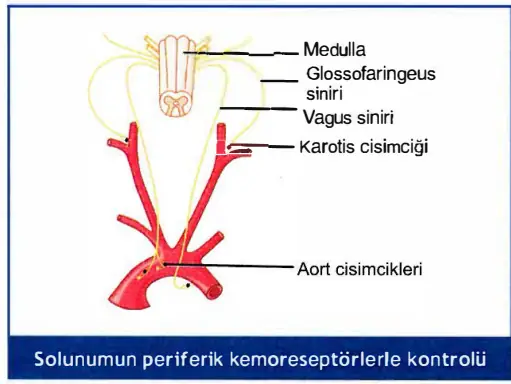 Medulla
Glossofaringeus
siniri
Vagus siniri
Karotis cisimciği
Aort cisimcikleri
Solunumun periferik kemoreseptörlerle kontrolü